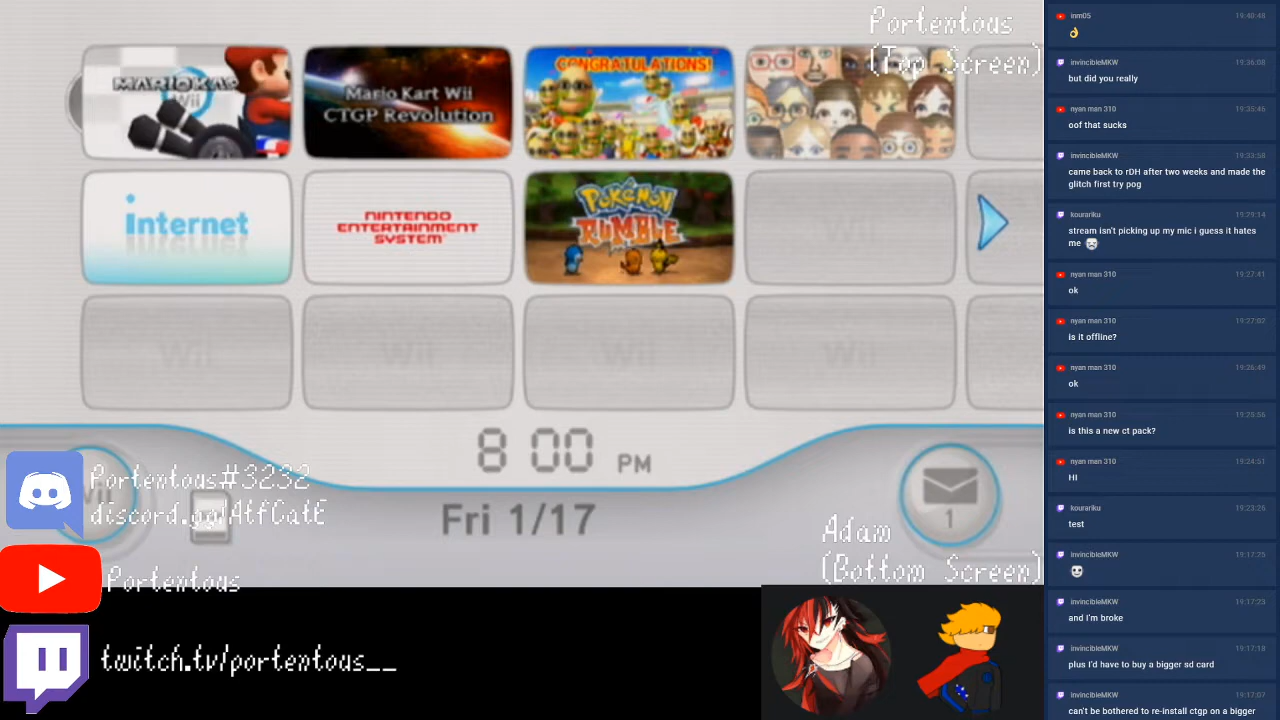 Portentous
(Top Screen)
MARIOKART
Wii
Mario Kart Wii
CTGP Revolution
CONGRATULATIONS!
Internet
NINTENDO
ENTERTAINMENT
SYSTEM
POKéMON
RUMBLE
Wii
Wii
Wii
Wii
8 00 PM
Fri 1/17
1
Portentous#3232
Adam
(Bottom Screen)
Portentous
twitch.tv/portentous__
inm05 19:40:48
👌
invincibleMKW 19:36:08
but did you really
nyan man 310 19:35:46
oof that sucks
invincibleMKW 19:33:58
came back to rDH after two weeks and made the
glitch first try pog
kourariku 19:29:14
stream isn't picking up my mic i guess it hates
me
nyan man 310 19:27:41
ok
nyan man 310 19:27:02
is it offline?
nyan man 310 19:26:49
ok
nyan man 310 19:25:56
is this a new ct pack?
nyan man 310 19:24:51
HI
kourariku 19:23:26
test
invincibleMKW 19:17:25
invincibleMKW 19:17:23
and I'm broke
invincibleMKW 19:17:18
plus I'd have to buy a bigger sd card
invincibleMKW 19:17:07
can't be bothered to re-install ctgp on a bigger